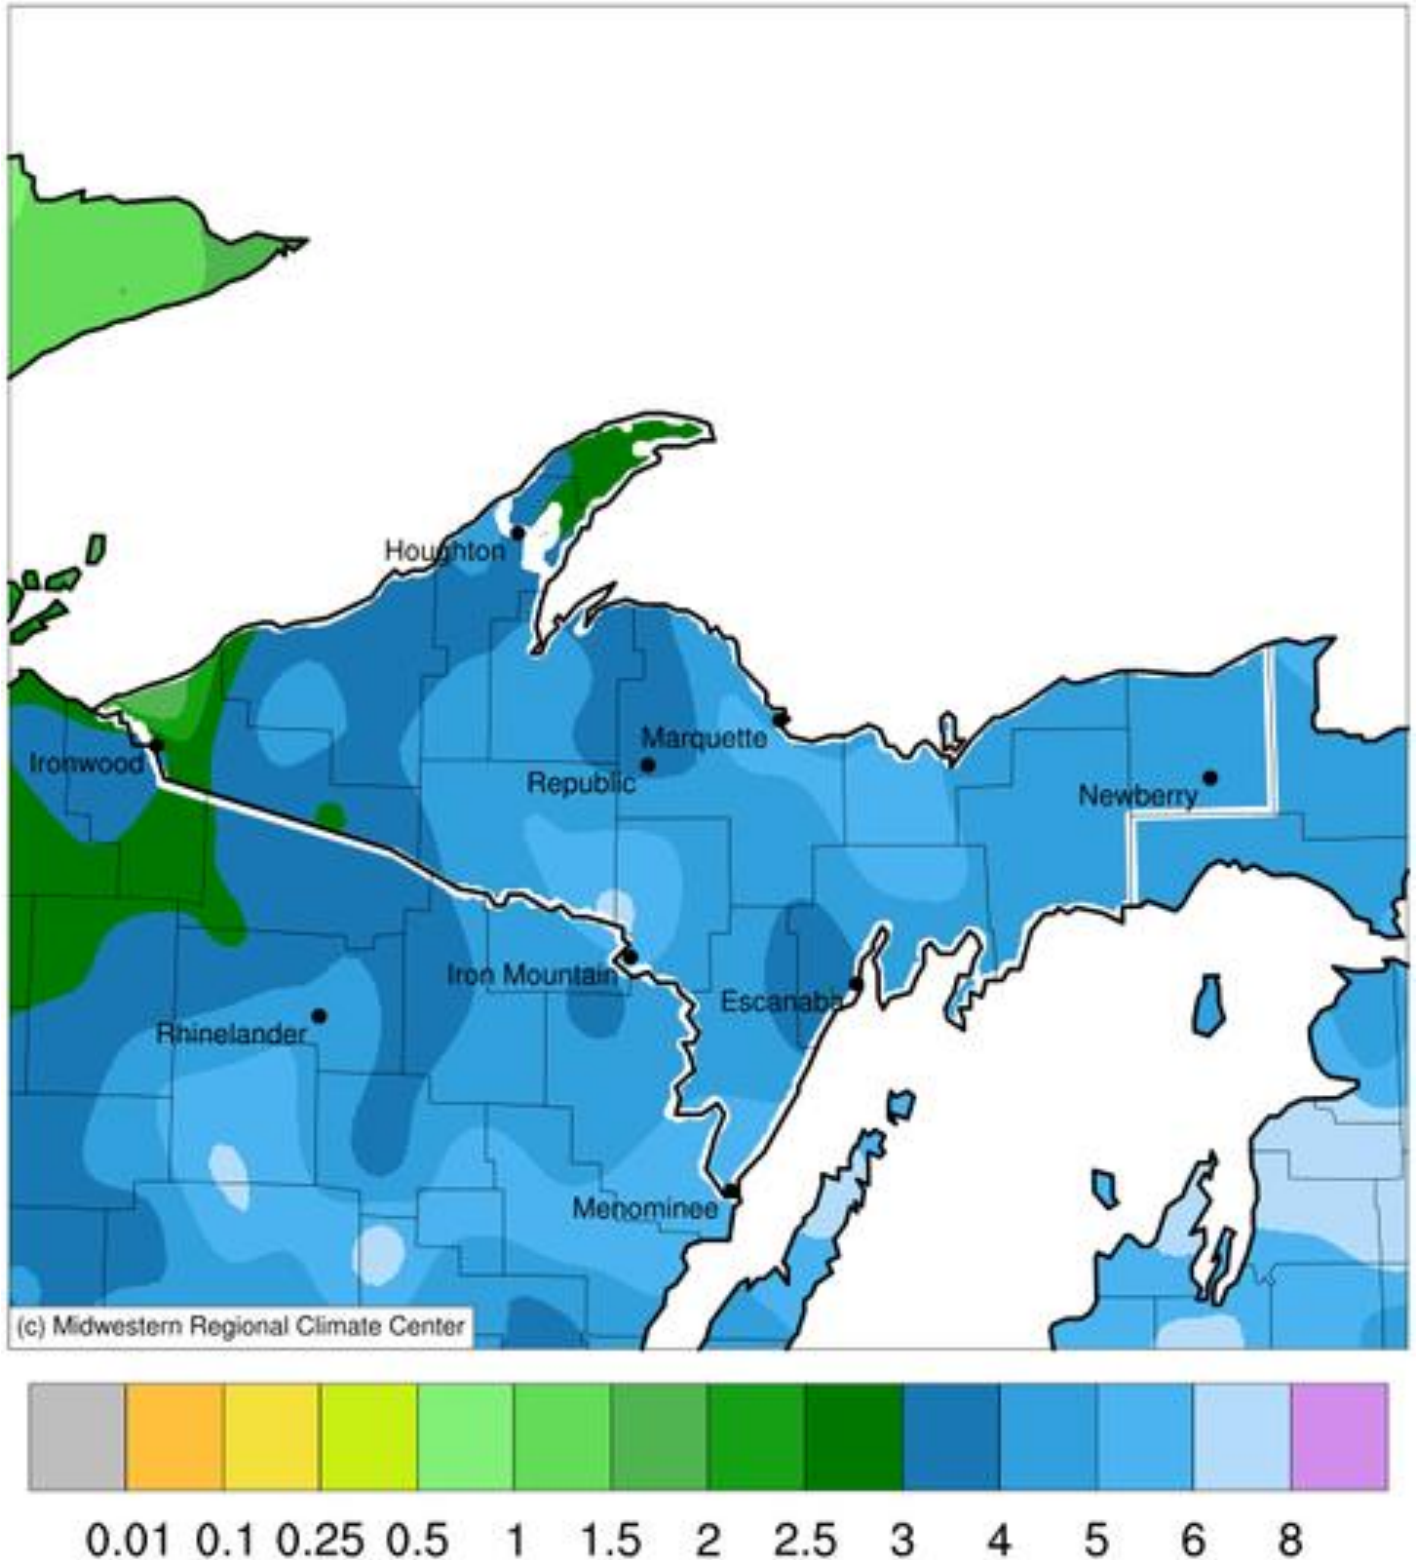 Houghton
Marquette
Ironwood
Republic
Newberry
Iron Mountain
Escanaba
Rhinelander
Menominee
(c) Midwestern Regional Climate Center
0.01 0.1 0.25 0.5 1 1.5 2 2.5 3 4 5 6 8